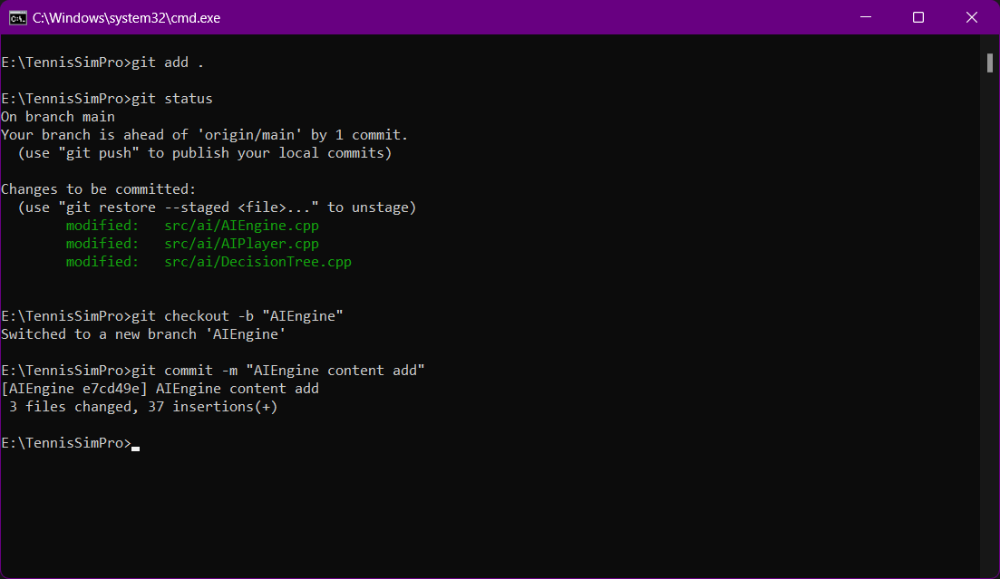 C:\Windows\system32\cmd.exe
E:\TennisSimPro>git add .
E:\TennisSimPro>git status
On branch main
Your branch is ahead of 'origin/main' by 1 commit.
  (use "git push" to publish your local commits)
Changes to be committed:
  (use "git restore --staged <file>..." to unstage)
        modified:   src/ai/AIEngine.cpp
        modified:   src/ai/AIPlayer.cpp
        modified:   src/ai/DecisionTree.cpp
E:\TennisSimPro>git checkout -b "AIEngine"
Switched to a new branch 'AIEngine'
E:\TennisSimPro>git commit -m "AIEngine content add"
[AIEngine e7cd49e] AIEngine content add
 3 files changed, 37 insertions(+)
E:\TennisSimPro>